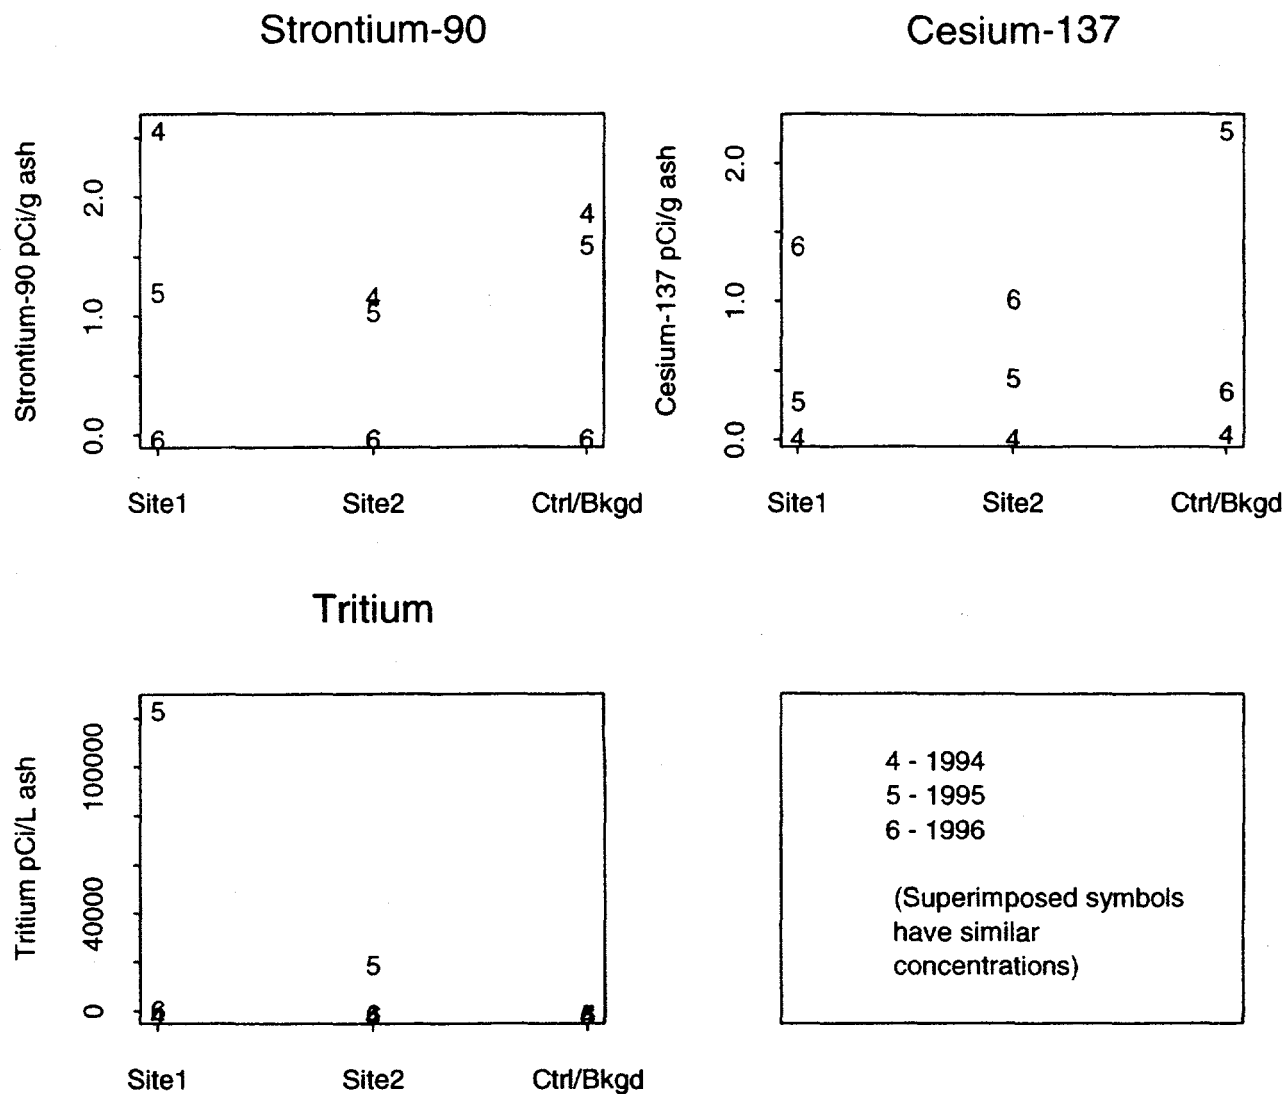 Strontium-90
Strontium-90 pCi/g ash
2.0
1.0
0.0
4
4
5
5
4
5
6
6
6
Site1 Site2 Ctrl/Bkgd
Cesium-137
Cesium-137 pCi/g ash
2.0
1.0
0.0
5
6
6
5
6
5
4
4
4
Site1 Site2 Ctrl/Bkgd
Tritium
Tritium pCi/L ash
100000
40000
0
5
5
6
Site1 Site2 Ctrl/Bkgd
4 - 1994
5 - 1995
6 - 1996
(Superimposed symbols
have similar
concentrations)